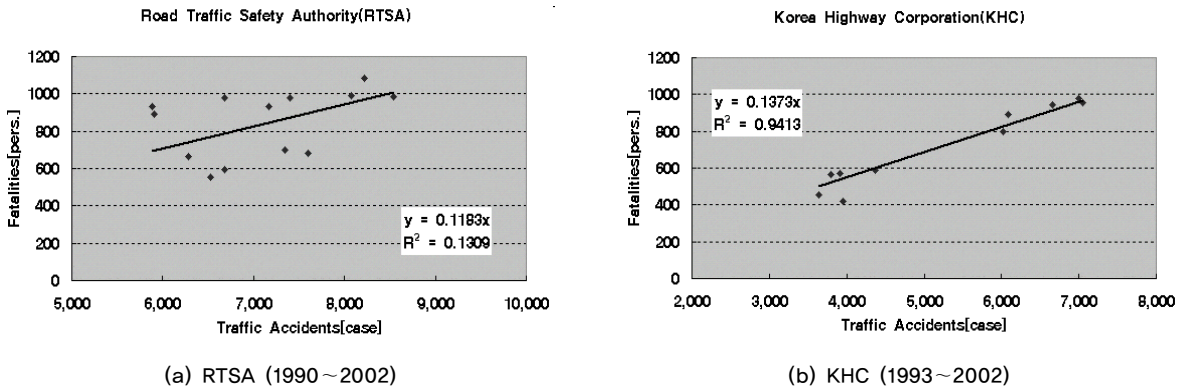 Road Traffic Safety Authority(RTSA)
1200
1000
800
600
400
200
0
Fatalities[pers.]
y = 0.1183x
R² = 0.1309
5,000 6,000 7,000 8,000 9,000 10,000
Traffic Accidents[case]
(a) RTSA (1990~2002)
Korea Highway Corporation(KHC)
1200
1000
800
600
400
200
0
Fatalities[pers.]
y = 0.1373x
R² = 0.9413
2,000 3,000 4,000 5,000 6,000 7,000 8,000
Traffic Accidents[case]
(b) KHC (1993~2002)